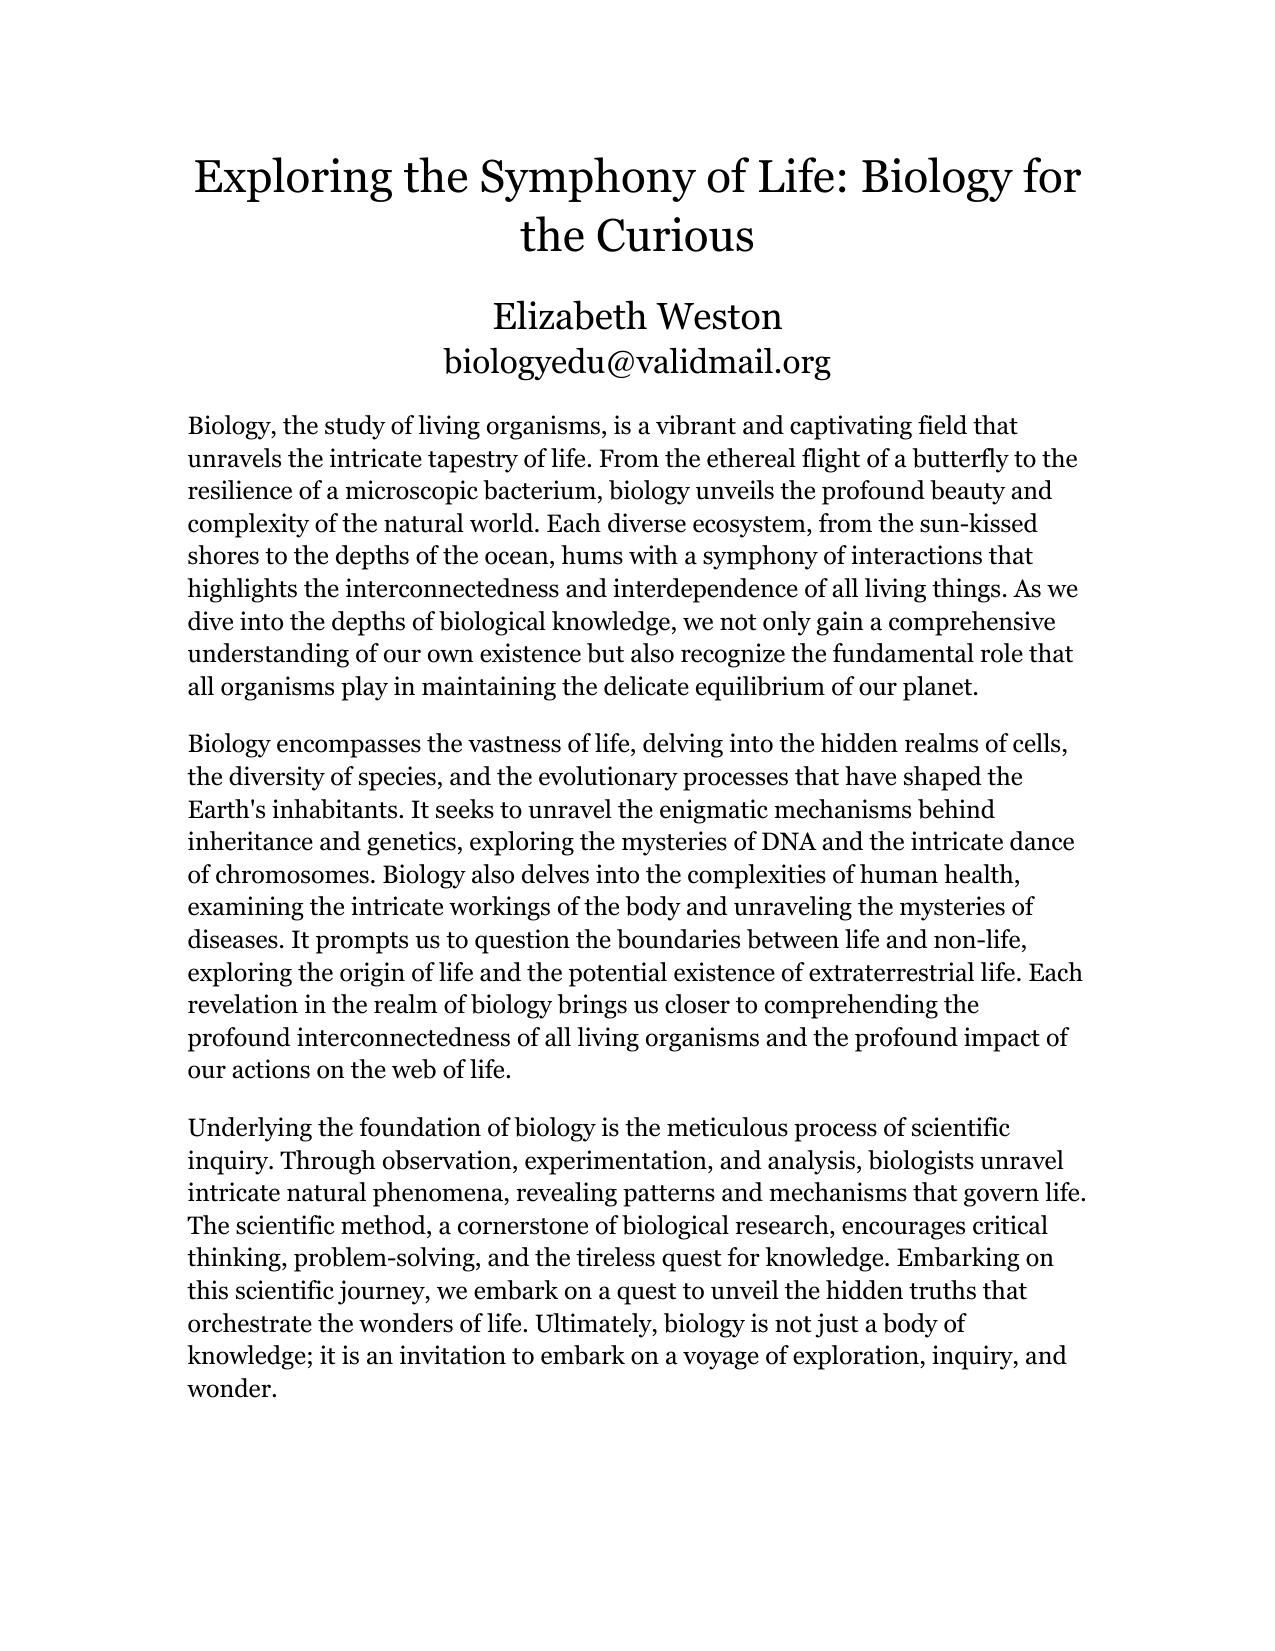 Exploring the Symphony of Life: Biology for
the Curious
Elizabeth Weston
biologyedu@validmail.org
Biology, the study of living organisms, is a vibrant and captivating field that
unravels the intricate tapestry of life. From the ethereal flight of a butterfly to the
resilience of a microscopic bacterium, biology unveils the profound beauty and
complexity of the natural world. Each diverse ecosystem, from the sun-kissed
shores to the depths of the ocean, hums with a symphony of interactions that
highlights the interconnectedness and interdependence of all living things. As we
dive into the depths of biological knowledge, we not only gain a comprehensive
understanding of our own existence but also recognize the fundamental role that
all organisms play in maintaining the delicate equilibrium of our planet.
Biology encompasses the vastness of life, delving into the hidden realms of cells,
the diversity of species, and the evolutionary processes that have shaped the
Earth's inhabitants. It seeks to unravel the enigmatic mechanisms behind
inheritance and genetics, exploring the mysteries of DNA and the intricate dance
of chromosomes. Biology also delves into the complexities of human health,
examining the intricate workings of the body and unraveling the mysteries of
diseases. It prompts us to question the boundaries between life and non-life,
exploring the origin of life and the potential existence of extraterrestrial life. Each
revelation in the realm of biology brings us closer to comprehending the
profound interconnectedness of all living organisms and the profound impact of
our actions on the web of life.
Underlying the foundation of biology is the meticulous process of scientific
inquiry. Through observation, experimentation, and analysis, biologists unravel
intricate natural phenomena, revealing patterns and mechanisms that govern life.
The scientific method, a cornerstone of biological research, encourages critical
thinking, problem-solving, and the tireless quest for knowledge. Embarking on
this scientific journey, we embark on a quest to unveil the hidden truths that
orchestrate the wonders of life. Ultimately, biology is not just a body of
knowledge; it is an invitation to embark on a voyage of exploration, inquiry, and
wonder.